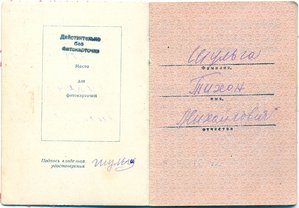 Действительно
без
фотокарточки
Место
для
фотокарточки
Подпись владельца
удостоверения
Шульга
Шульга
фамилия,
Тихон
имя,
Михайлович
отчество